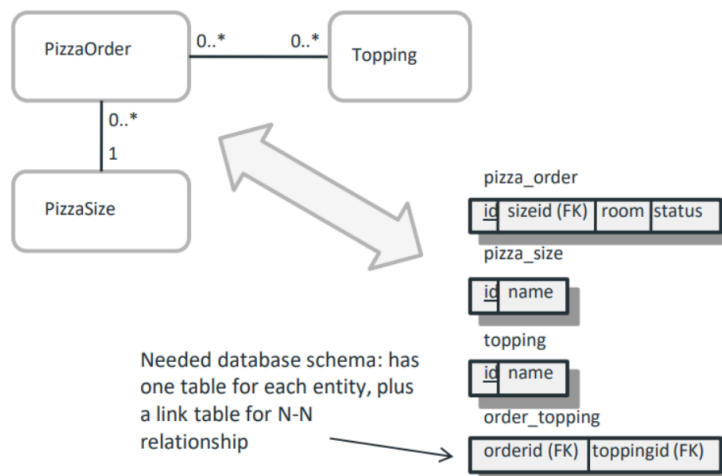 PizzaOrder
0..*
0..*
Topping
0..*
1
PizzaSize
pizza_order
id sizeid (FK) room status
pizza_size
id name
topping
id name
order_topping
orderid (FK) toppingid (FK)
Needed database schema: has
one table for each entity, plus
a link table for N-N
relationship